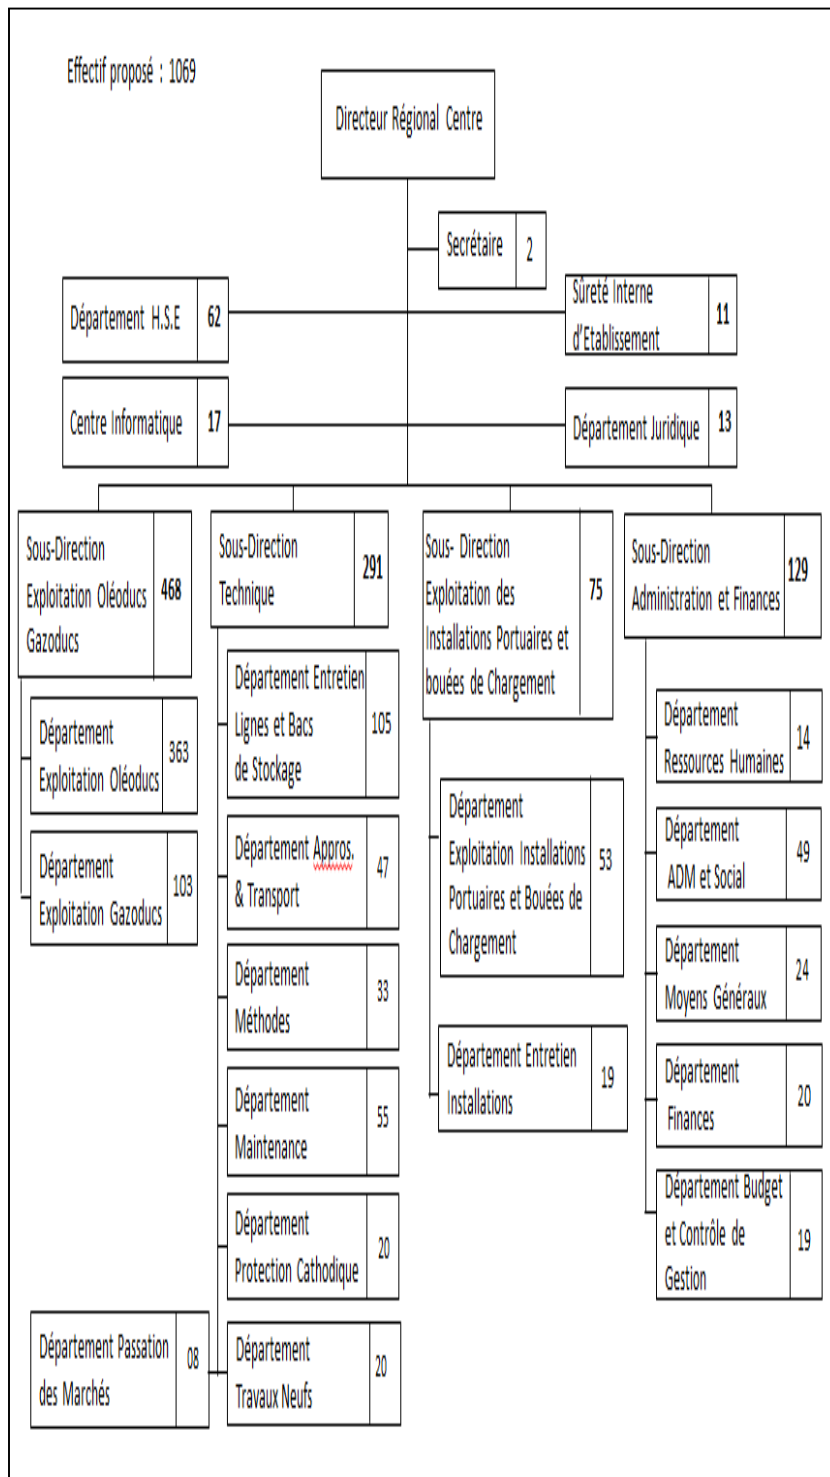 Effectif proposé : 1069
Directeur Régional Centre
Secrétaire 2
Département H.S.E 62
Sûreté Interne
d'Etablissement
11
Centre Informatique 17
Département Juridique 13
Sous-Direction
Exploitation Oléoducs
Gazoducs
468
Département
Exploitation Oléoducs
363
Département
Exploitation Gazoducs
103
Sous-Direction
Technique
291
Département Entretien
Lignes et Bacs
de Stockage
105
Département Appros.
& Transport
47
Département
Méthodes
33
Département
Maintenance
55
Département
Protection Cathodique
20
Département Passation
des Marchés
08
Département
Travaux Neufs
20
Sous- Direction
Exploitation des
Installations Portuaires et
bouées de Chargement
75
Département
Exploitation Installations
Portuaires et Bouées de
Chargement
53
Département Entretien
Installations
19
Sous-Direction
Administration et Finances
129
Département
Ressources Humaines
14
Département
ADM et Social
49
Département
Moyens Généraux
24
Département
Finances
20
Département Budget
et Contrôle de
Gestion
19